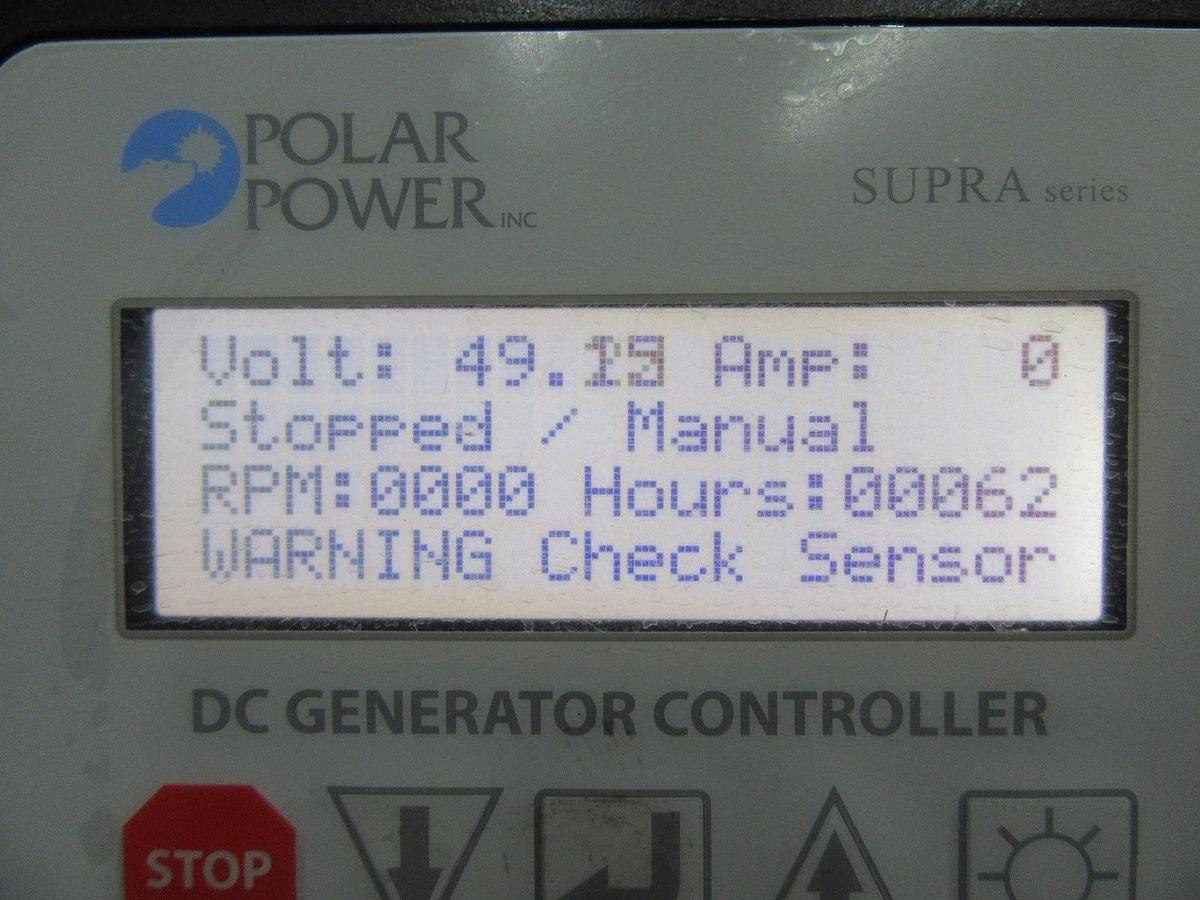 POLAR
POWER INC
SUPRA series
Volt: 49. Amp: 0
Stopped / Manual
RPM:0000 Hours:00062
WARNING Check Sensor
DC GENERATOR CONTROLLER
STOP